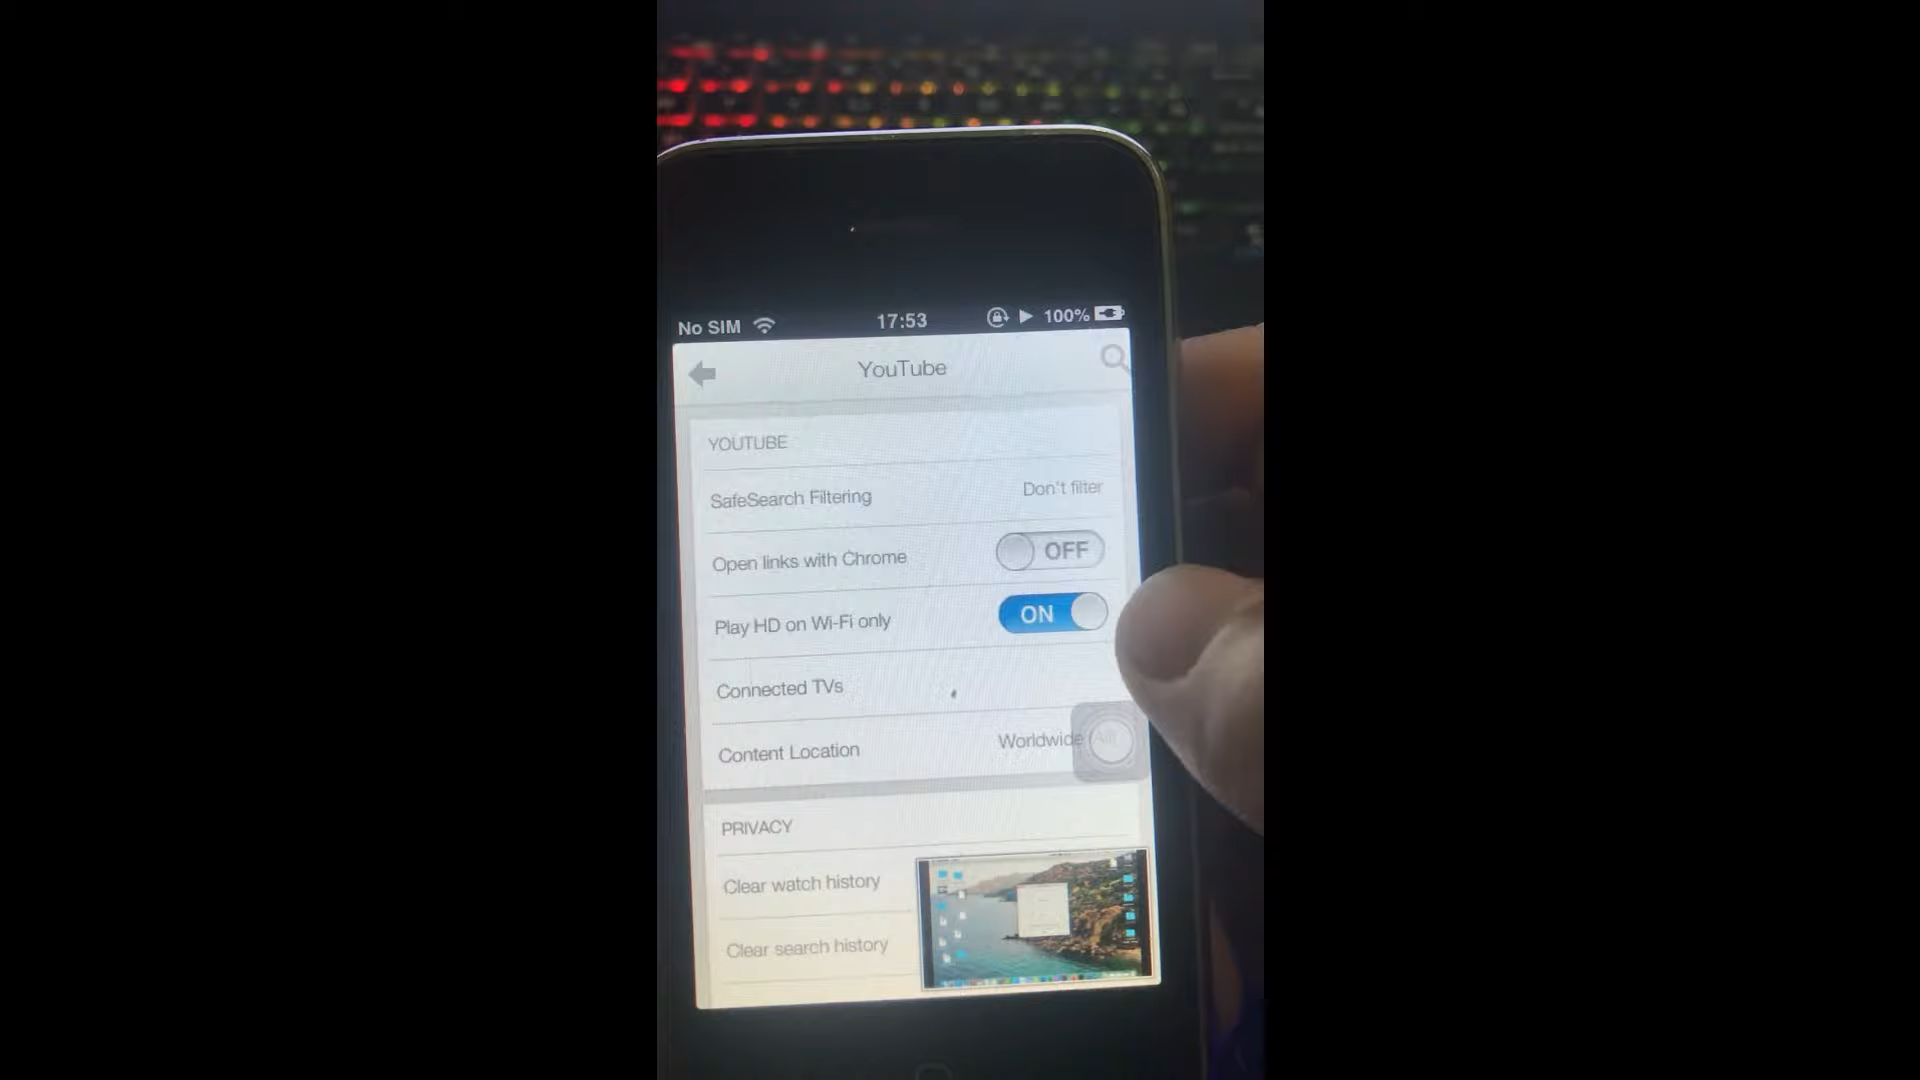 No SIM 17:53 100%
YouTube
YOUTUBE
SafeSearch Filtering Don't filter
Open links with Chrome OFF
Play HD on Wi-Fi only ON
Connected TVs
Content Location Worldwide (All)
PRIVACY
Clear watch history
Clear search history